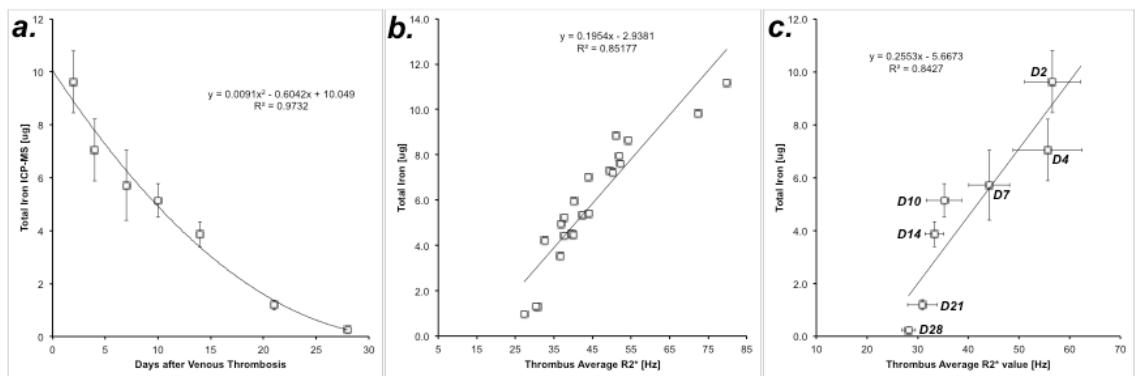 a.
12
10
8
6
4
2
0
0 5 10 15 20 25 30
Total Iron ICP-MS [ug]
Days after Venous Thrombosis
y = 0.0091x² - 0.6042x + 10.049
R² = 0.9732
b.
14.0
12.0
10.0
8.0
6.0
4.0
2.0
0.0
5 15 25 35 45 55 65 75 85
Total Iron [ug]
Thrombus Average R2* [Hz]
y = 0.1954x - 2.9381
R² = 0.85177
c.
12.0
10.0
8.0
6.0
4.0
2.0
0.0
10 20 30 40 50 60 70
Total Iron [ug]
Thrombus Average R2* value [Hz]
y = 0.2553x - 5.6673
R² = 0.8427
D2
D4
D7
D10
D14
D21
D28